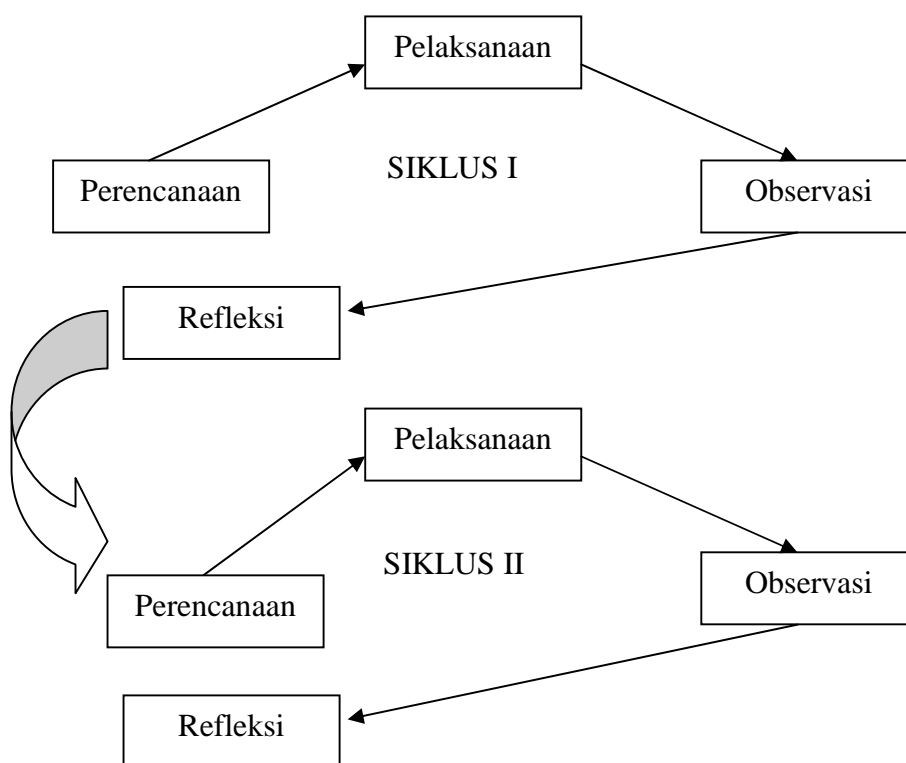 Pelaksanaan
SIKLUS I
Perencanaan
Observasi
Refleksi
Pelaksanaan
SIKLUS II
Perencanaan
Observasi
Refleksi